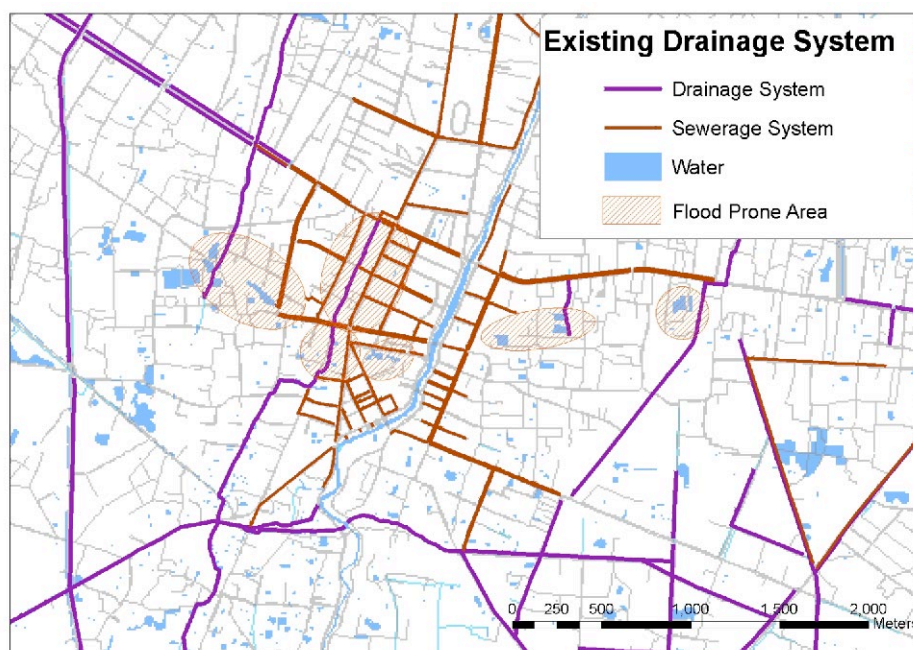 Existing Drainage System
Drainage System
Sewerage System
Water
Flood Prone Area
0 250 500 1,000 1,500 2,000
Meters